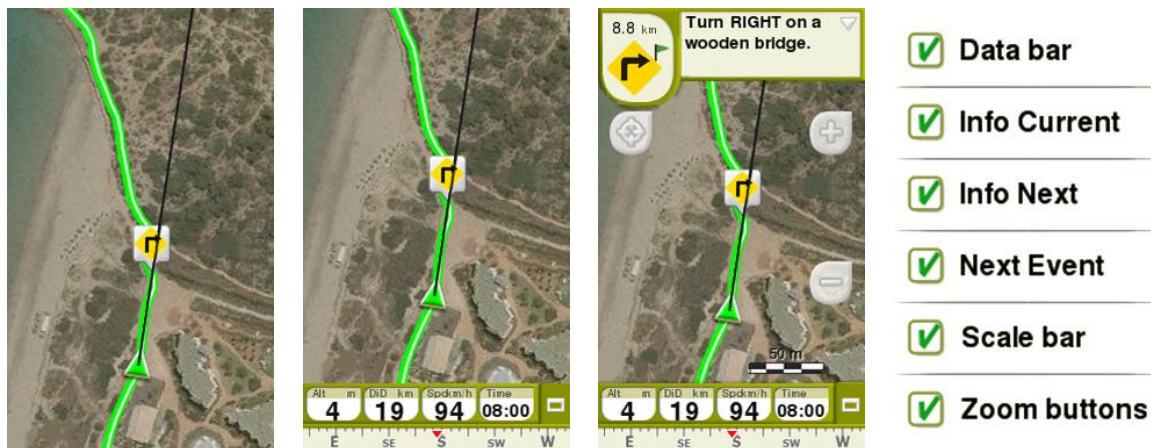 Alt m DiD km Spdkm/h Time
4 19 94 08:00
E SE S SW W
8.8 km
Turn RIGHT on a
wooden bridge.
50 m
Alt m DiD km Spdkm/h Time
4 19 94 08:00
E SE S SW W
Data bar
Info Current
Info Next
Next Event
Scale bar
Zoom buttons